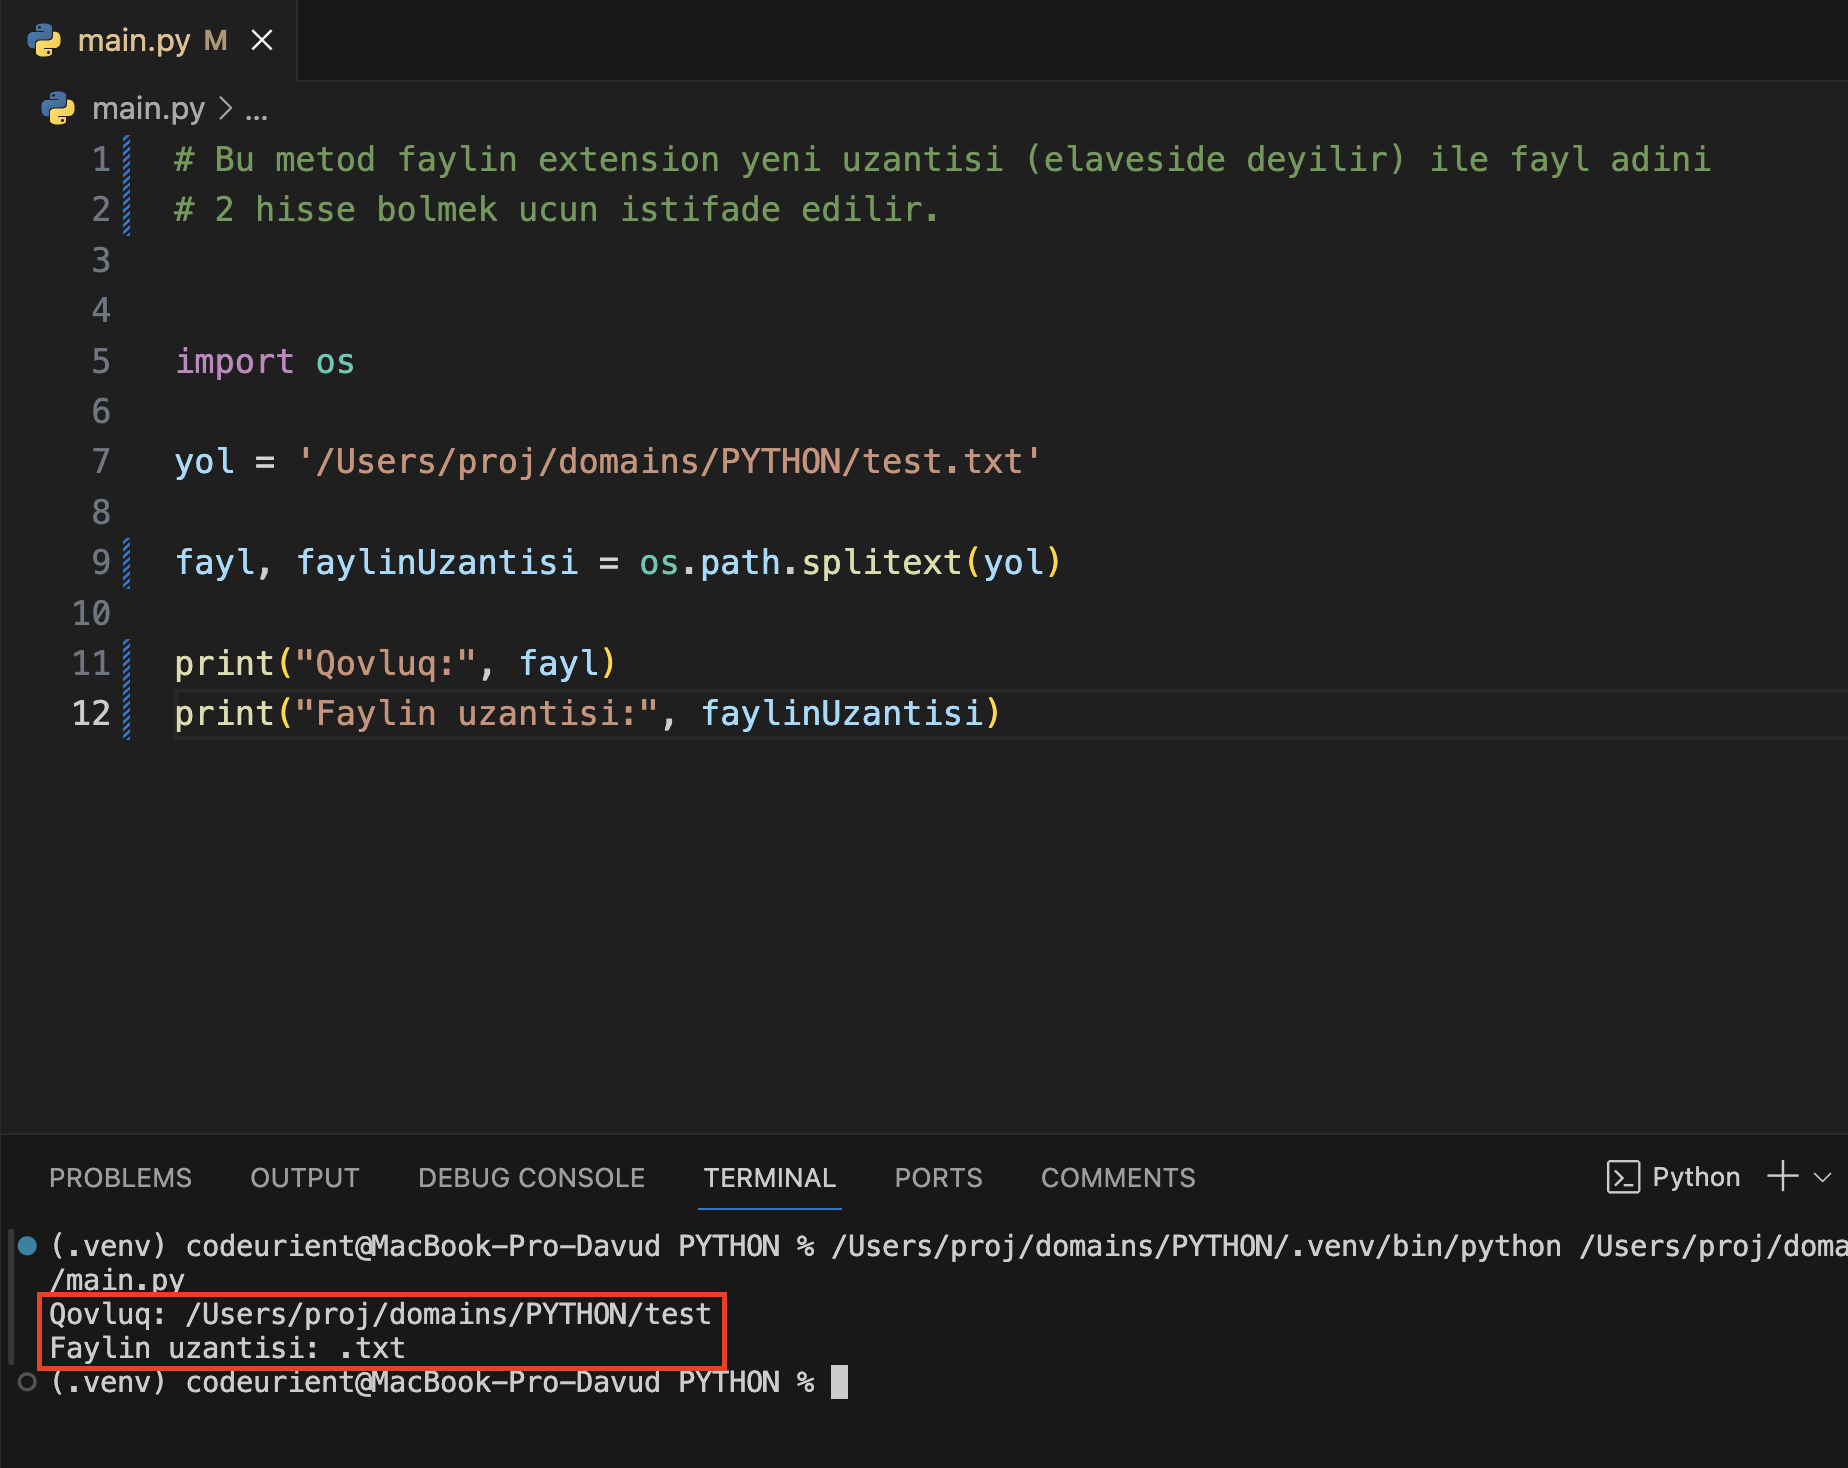 main.py M
main.py > ...
1 # Bu metod faylin extension yeni uzantisi (elaveside deyilir) ile fayl adini
2 # 2 hisse bolmek ucun istifade edilir.
3
4
5 import os
6
7 yol = '/Users/proj/domains/PYTHON/test.txt'
8
9 fayl, faylinUzantisi = os.path.splitext(yol)
10
11 print("Qovluq:", fayl)
12 print("Faylin uzantisi:", faylinUzantisi)
PROBLEMS OUTPUT DEBUG CONSOLE TERMINAL PORTS COMMENTS Python
(.venv) codeurient@MacBook-Pro-Davud PYTHON % /Users/proj/domains/PYTHON/.venv/bin/python /Users/proj/doma
/main.py
Qovluq: /Users/proj/domains/PYTHON/test
Faylin uzantisi: .txt
(.venv) codeurient@MacBook-Pro-Davud PYTHON %